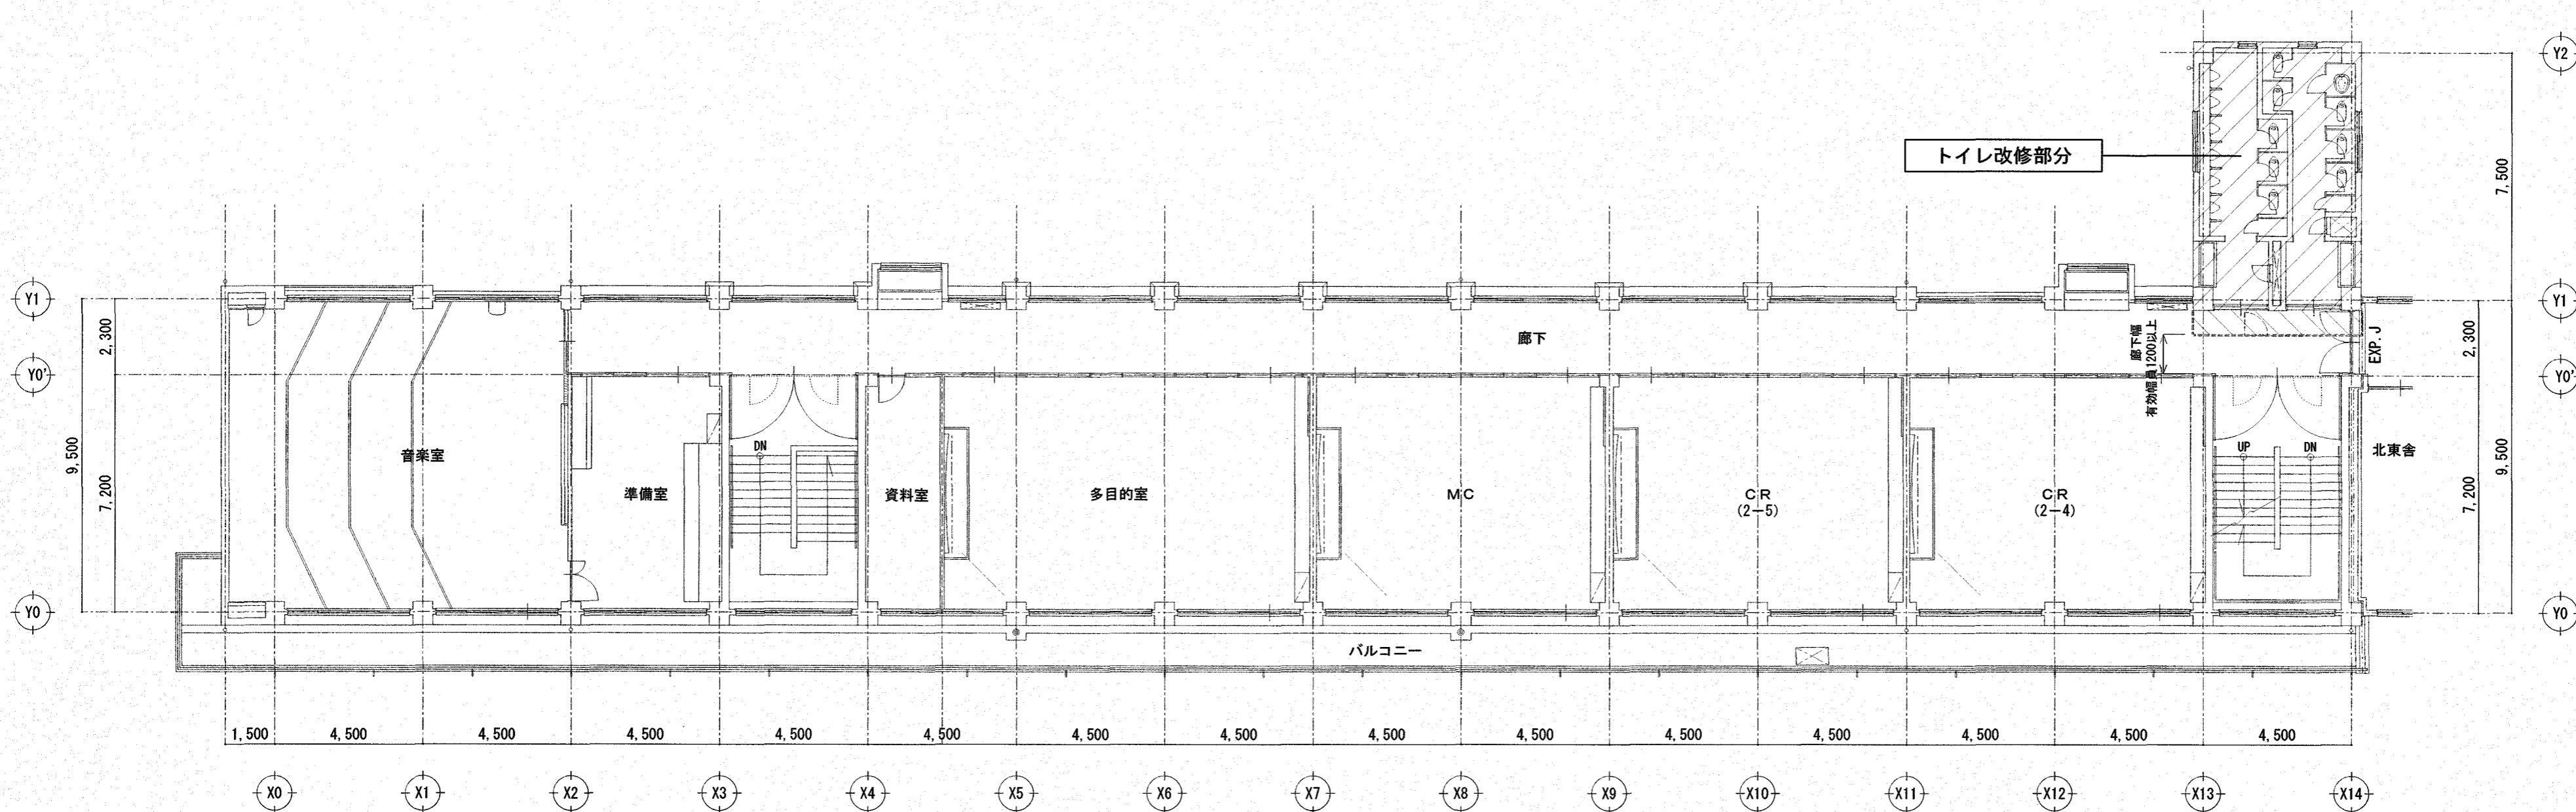 Y2
トイレ改修部分
7,500
Y1
Y1
2,300
廊下
廊下幅
有効幅員1200以上
EXP.J
2,300
Y0'
Y0'
9,500
7,200
音楽室
準備室
DN
資料室
多目的室
MC
CR
(2-5)
CR
(2-4)
UP
DN
北東舎
7,200
9,500
Y0
Y0
バルコニー
1,500 4,500 4,500 4,500 4,500 4,500 4,500 4,500 4,500 4,500 4,500 4,500 4,500 4,500 4,500
X0 X1 X2 X3 X4 X5 X6 X7 X8 X9 X10 X11 X12 X13 X14